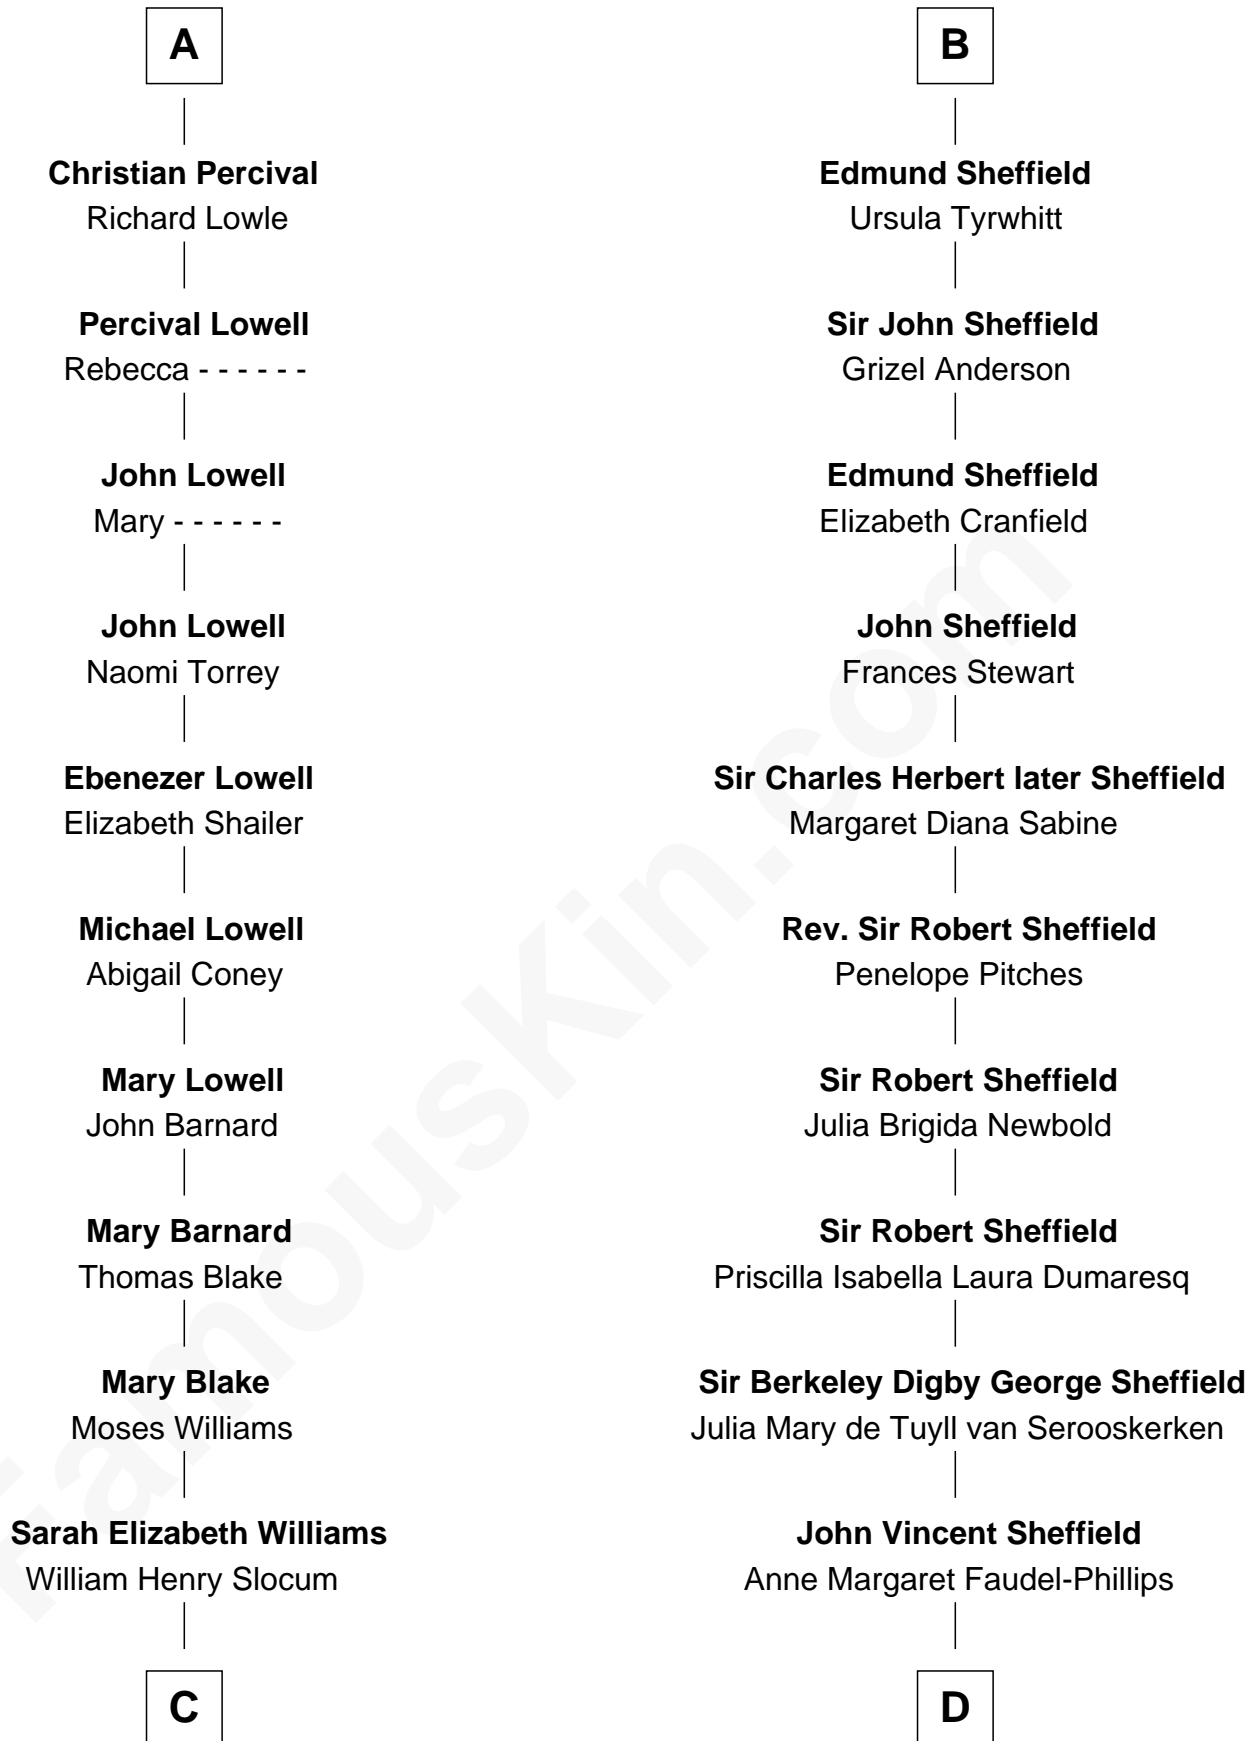 A
Christian Percival
Richard Lowle
Percival Lowell
Rebecca - - - - - -
John Lowell
Mary - - - - - -
John Lowell
Naomi Torrey
Ebenezer Lowell
Elizabeth Shailer
Michael Lowell
Abigail Coney
Mary Lowell
John Barnard
Mary Barnard
Thomas Blake
Mary Blake
Moses Williams
Sarah Elizabeth Williams
William Henry Slocum
C
B
Edmund Sheffield
Ursula Tyrwhitt
Sir John Sheffield
Grizel Anderson
Edmund Sheffield
Elizabeth Cranfield
John Sheffield
Frances Stewart
Sir Charles Herbert later Sheffield
Margaret Diana Sabine
Rev. Sir Robert Sheffield
Penelope Pitches
Sir Robert Sheffield
Julia Brigida Newbold
Sir Robert Sheffield
Priscilla Isabella Laura Dumaresq
Sir Berkeley Digby George Sheffield
Julia Mary de Tuyll van Serooskerken
John Vincent Sheffield
Anne Margaret Faudel-Phillips
D
FamousKin.com